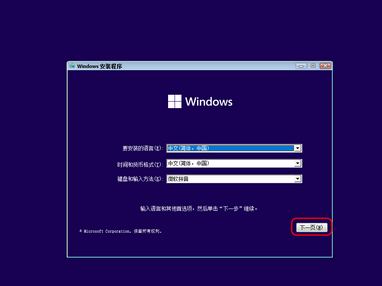 Windows 安装程序
Windows
要安装的语言(E): 中文(简体，中国)
时间和货币格式(T): 中文(简体，中国)
键盘和输入方法(K): 微软拼音
输入语言和其他首选项，然后单击“下一步”继续。
© Microsoft Corporation。保留所有权利。
下一页(N)